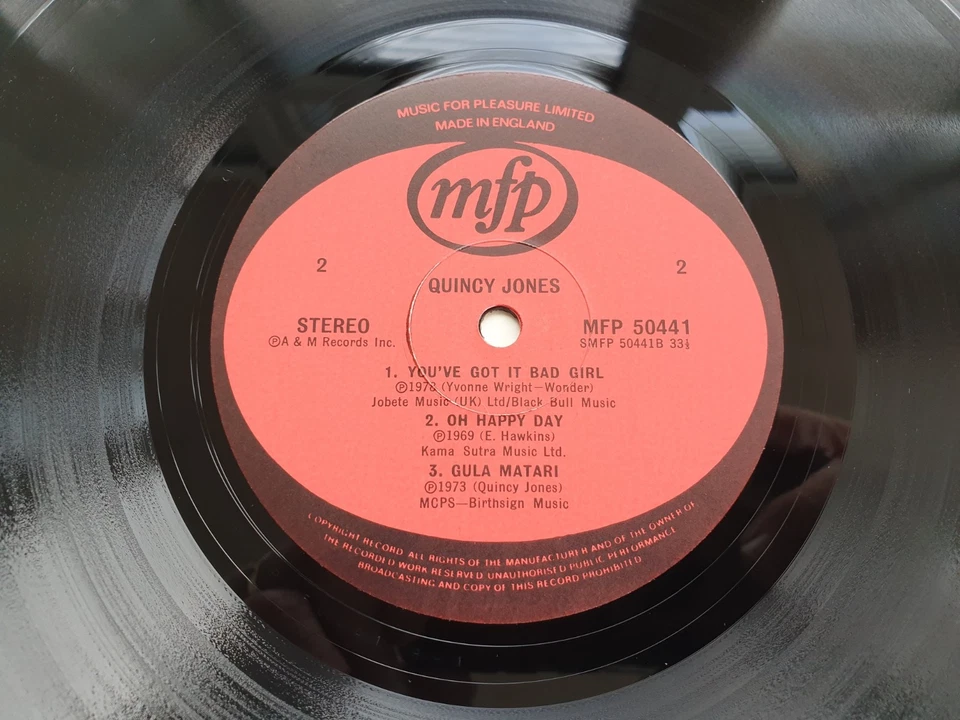 MUSIC FOR PLEASURE LIMITED
MADE IN ENGLAND
mfp
2 2
QUINCY JONES
STEREO MFP 50441
ⓅA & M Records Inc. SMFP 50441B 33⅓
1. YOU'VE GOT IT BAD GIRL
Ⓟ1973 (Yvonne Wright—Wonder)
Jobete Music (UK) Ltd/Black Bull Music
2. OH HAPPY DAY
Ⓟ1969 (E. Hawkins)
Kama Sutra Music Ltd.
3. GULA MATARI
Ⓟ1973 (Quincy Jones)
MCPS—Birthsign Music
COPYRIGHT RECORD ALL RIGHTS OF THE MANUFACTURER AND OF THE OWNER OF
THE RECORDED WORK RESERVED UNAUTHORISED PUBLIC PERFORMANCE
BROADCASTING AND COPY OF THIS RECORD PROHIBITED